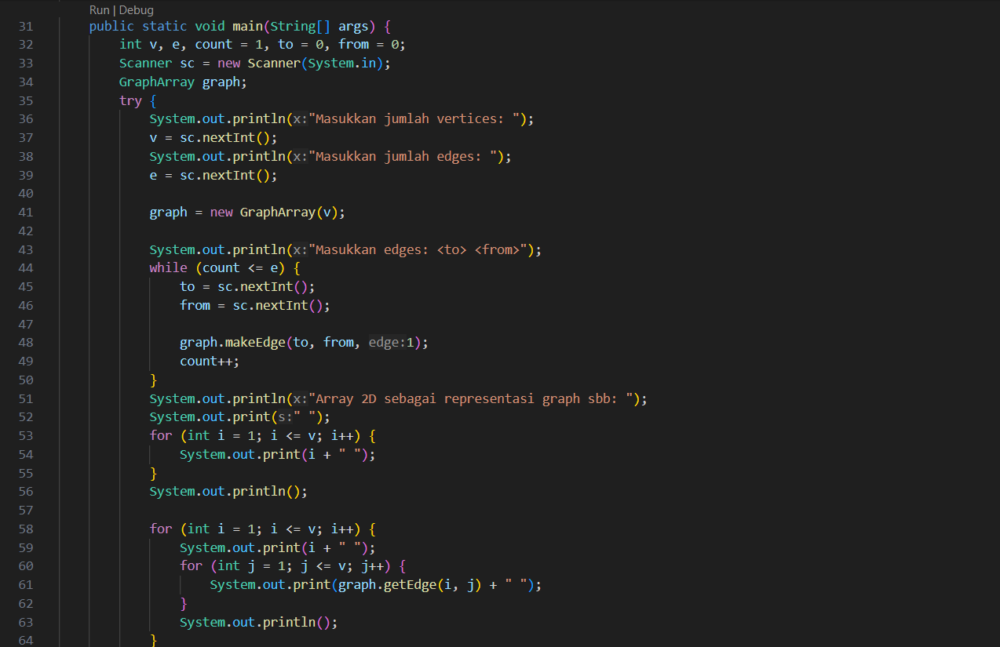 Run | Debug
31 public static void main(String[] args) {
32 int v, e, count = 1, to = 0, from = 0;
33 Scanner sc = new Scanner(System.in);
34 GraphArray graph;
35 try {
36 System.out.println(x:"Masukkan jumlah vertices: ");
37 v = sc.nextInt();
38 System.out.println(x:"Masukkan jumlah edges: ");
39 e = sc.nextInt();
40
41 graph = new GraphArray(v);
42
43 System.out.println(x:"Masukkan edges: <to> <from>");
44 while (count <= e) {
45 to = sc.nextInt();
46 from = sc.nextInt();
47
48 graph.makeEdge(to, from, edge:1);
49 count++;
50 }
51 System.out.println(x:"Array 2D sebagai representasi graph sbb: ");
52 System.out.print(s:" ");
53 for (int i = 1; i <= v; i++) {
54 System.out.print(i + " ");
55 }
56 System.out.println();
57
58 for (int i = 1; i <= v; i++) {
59 System.out.print(i + " ");
60 for (int j = 1; j <= v; j++) {
61 System.out.print(graph.getEdge(i, j) + " ");
62 }
63 System.out.println();
64 }